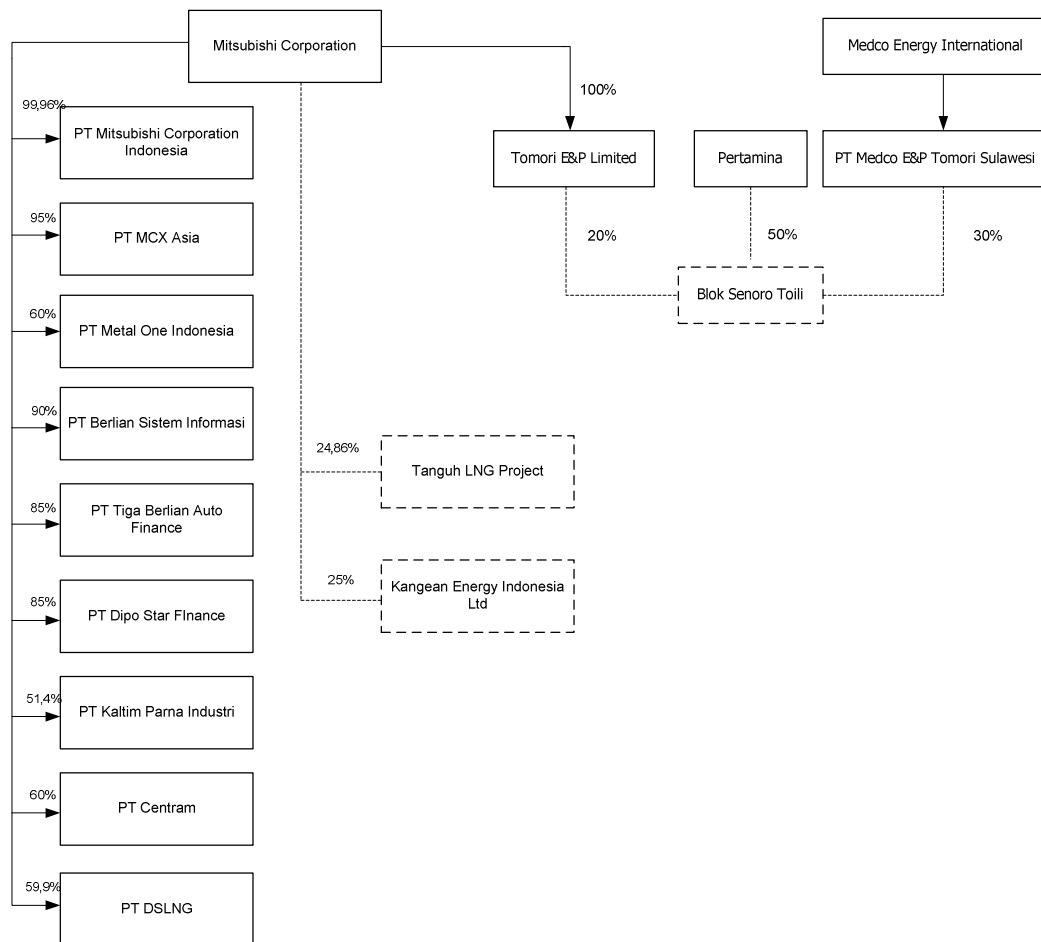 Mitsubishi Corporation
Medco Energy International
100%
99,96%
PT Mitsubishi Corporation
Indonesia
Tomori E&P Limited
Pertamina
PT Medco E&P Tomori Sulawesi
95%
PT MCX Asia
20%
50%
30%
Blok Senoro Toili
60%
PT Metal One Indonesia
90%
PT Berlian Sistem Informasi
24,86%
Tanguh LNG Project
85%
PT Tiga Berlian Auto
Finance
25%
Kangean Energy Indonesia
Ltd
85%
PT Dipo Star FInance
51,4%
PT Kaltim Parna Industri
60%
PT Centram
59,9%
PT DSLNG